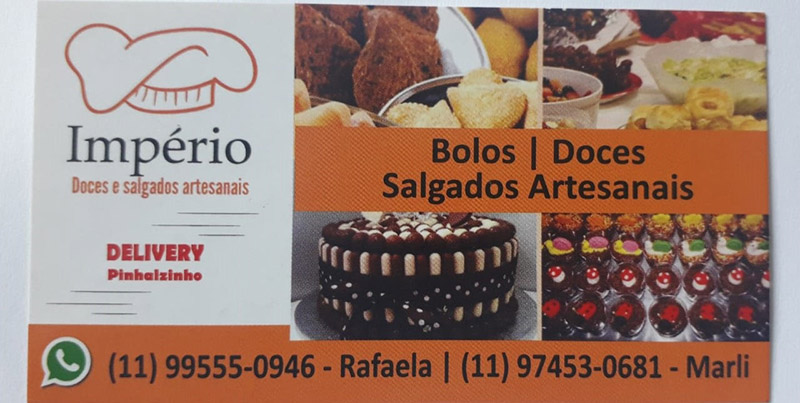 Império
Doces e salgados artesanais
DELIVERY
Pinhalzinho
Bolos | Doces
Salgados Artesanais
(11) 99555-0946 - Rafaela | (11) 97453-0681 - Marli